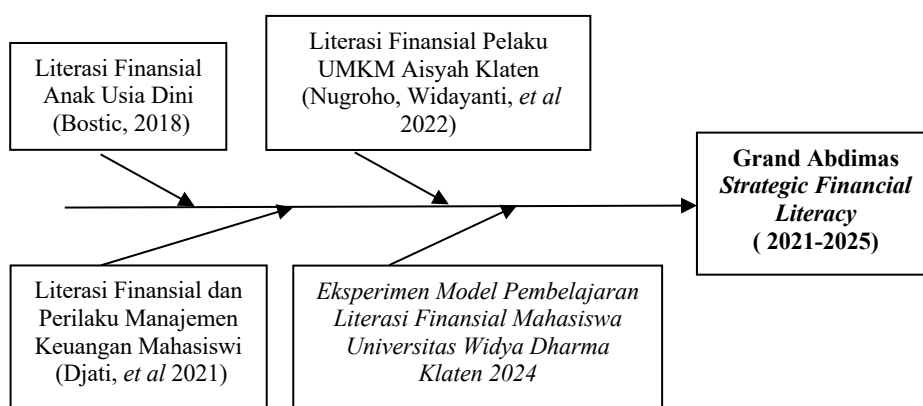 Literasi Finansial
Anak Usia Dini
(Bostic, 2018)
Literasi Finansial Pelaku
UMKM Aisyah Klaten
(Nugroho, Widayanti, et al
2022)
Grand Abdimas
Strategic Financial
Literacy
( 2021-2025)
Literasi Finansial dan
Perilaku Manajemen
Keuangan Mahasiswi
(Djati, et al 2021)
Eksperimen Model Pembelajaran
Literasi Finansial Mahasiswa
Universitas Widya Dharma
Klaten 2024